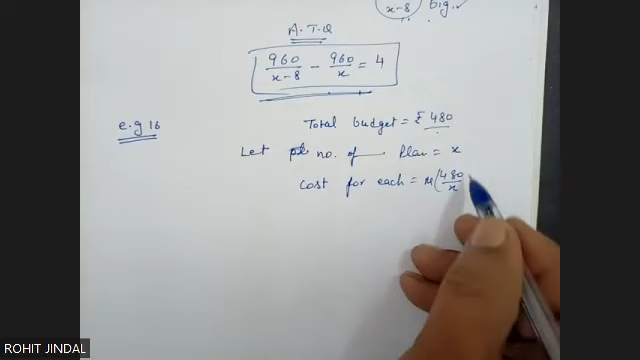 x-8 big.
A.T.Q
960/x-8 - 960/x = 4
e.g 16
Total budget = ₹ 480
Let no. of Plan = x
Cost for each = (480/x
ROHIT JINDAL